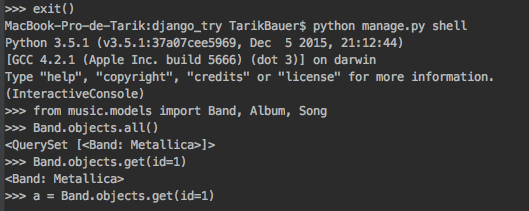 >>> exit()
MacBook-Pro-de-Tarik:django_try TarikBauer$ python manage.py shell
Python 3.5.1 (v3.5.1:37a07cee5969, Dec  5 2015, 21:12:44)
[GCC 4.2.1 (Apple Inc. build 5666) (dot 3)] on darwin
Type "help", "copyright", "credits" or "license" for more information.
(InteractiveConsole)
>>> from music.models import Band, Album, Song
>>> Band.objects.all()
<QuerySet [<Band: Metallica>]>
>>> Band.objects.get(id=1)
<Band: Metallica>
>>> a = Band.objects.get(id=1)